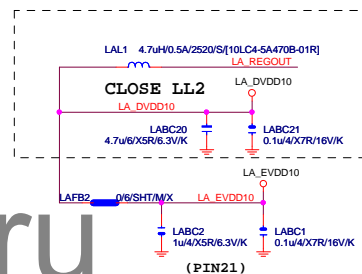 LAL1 4.7uH/0.5A/2520/S/[10LC4-5A470B-01R]
LA_REGOUT
LA_DVDD10
CLOSE LL2
LA_DVDD10
LABC20
4.7u/6/X5R/6.3V/K
LABC21
0.1u/4/X7R/16V/K
LA_EVDD10
LAFB2 0/6/SHT/M/X LA_EVDD10
LABC2
1u/4/X5R/6.3V/K
LABC1
0.1u/4/X7R/16V/K
(PIN21)
ru